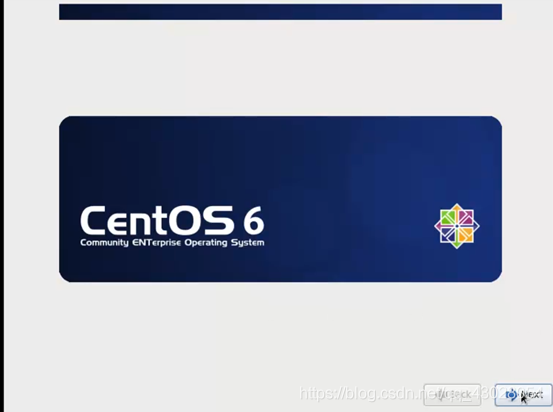 CentOS 6
Community ENTerprise Operating System
Back
Next
https://blog.csdn.net/